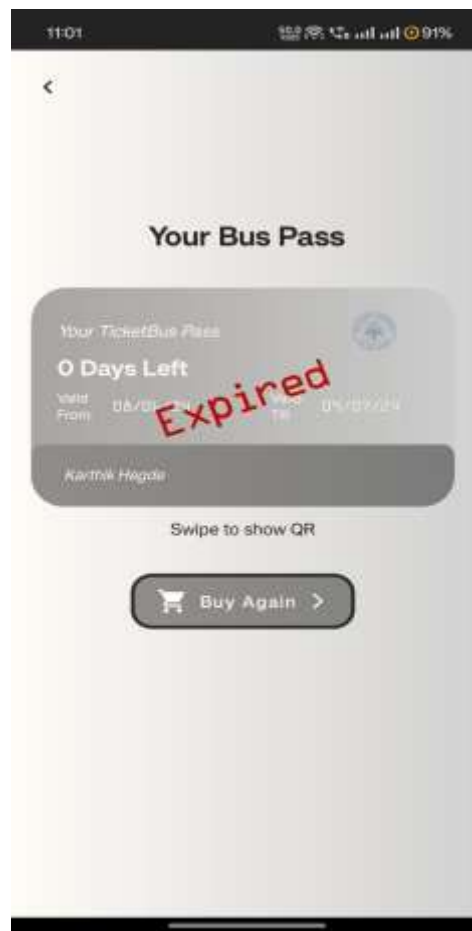 11:01
91%
Your Bus Pass
Your TicketBus Pass
0 Days Left
Expired
Valid
From
Karthik Hegde
Swipe to show QR
Buy Again